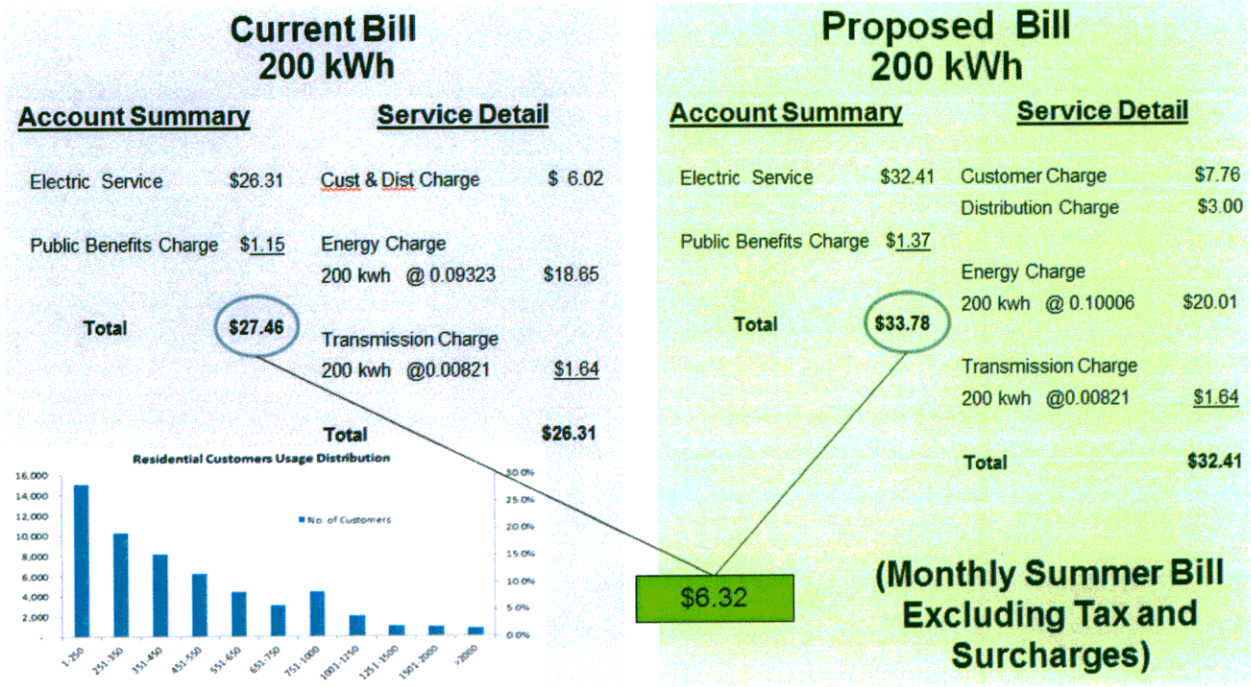 Current Bill
200 kWh
Account Summary
Service Detail
Electric Service $26.31
Cust & Dist Charge $ 6.02
Public Benefits Charge $1.15
Energy Charge
200 kwh @ 0.09323 $18.65
Total $27.46
Transmission Charge
200 kwh @0.00821 $1.64
Total $26.31
Residential Customers Usage Distribution
16,000
14,000
12,000
10,000
8,000
6,000
4,000
2,000
-
30.0%
25.0%
20.0%
15.0%
10.0%
5.0%
0.0%
No. of Customers
1-250
251-350
351-450
451-550
551-650
651-750
751-1000
1001-1250
1251-1500
1501-2000
>2000
Proposed Bill
200 kWh
Account Summary
Service Detail
Electric Service $32.41
Customer Charge $7.76
Distribution Charge $3.00
Public Benefits Charge $1.37
Energy Charge
200 kwh @ 0.10006 $20.01
Total $33.78
Transmission Charge
200 kwh @0.00821 $1.64
Total $32.41
$6.32
(Monthly Summer Bill
Excluding Tax and
Surcharges)